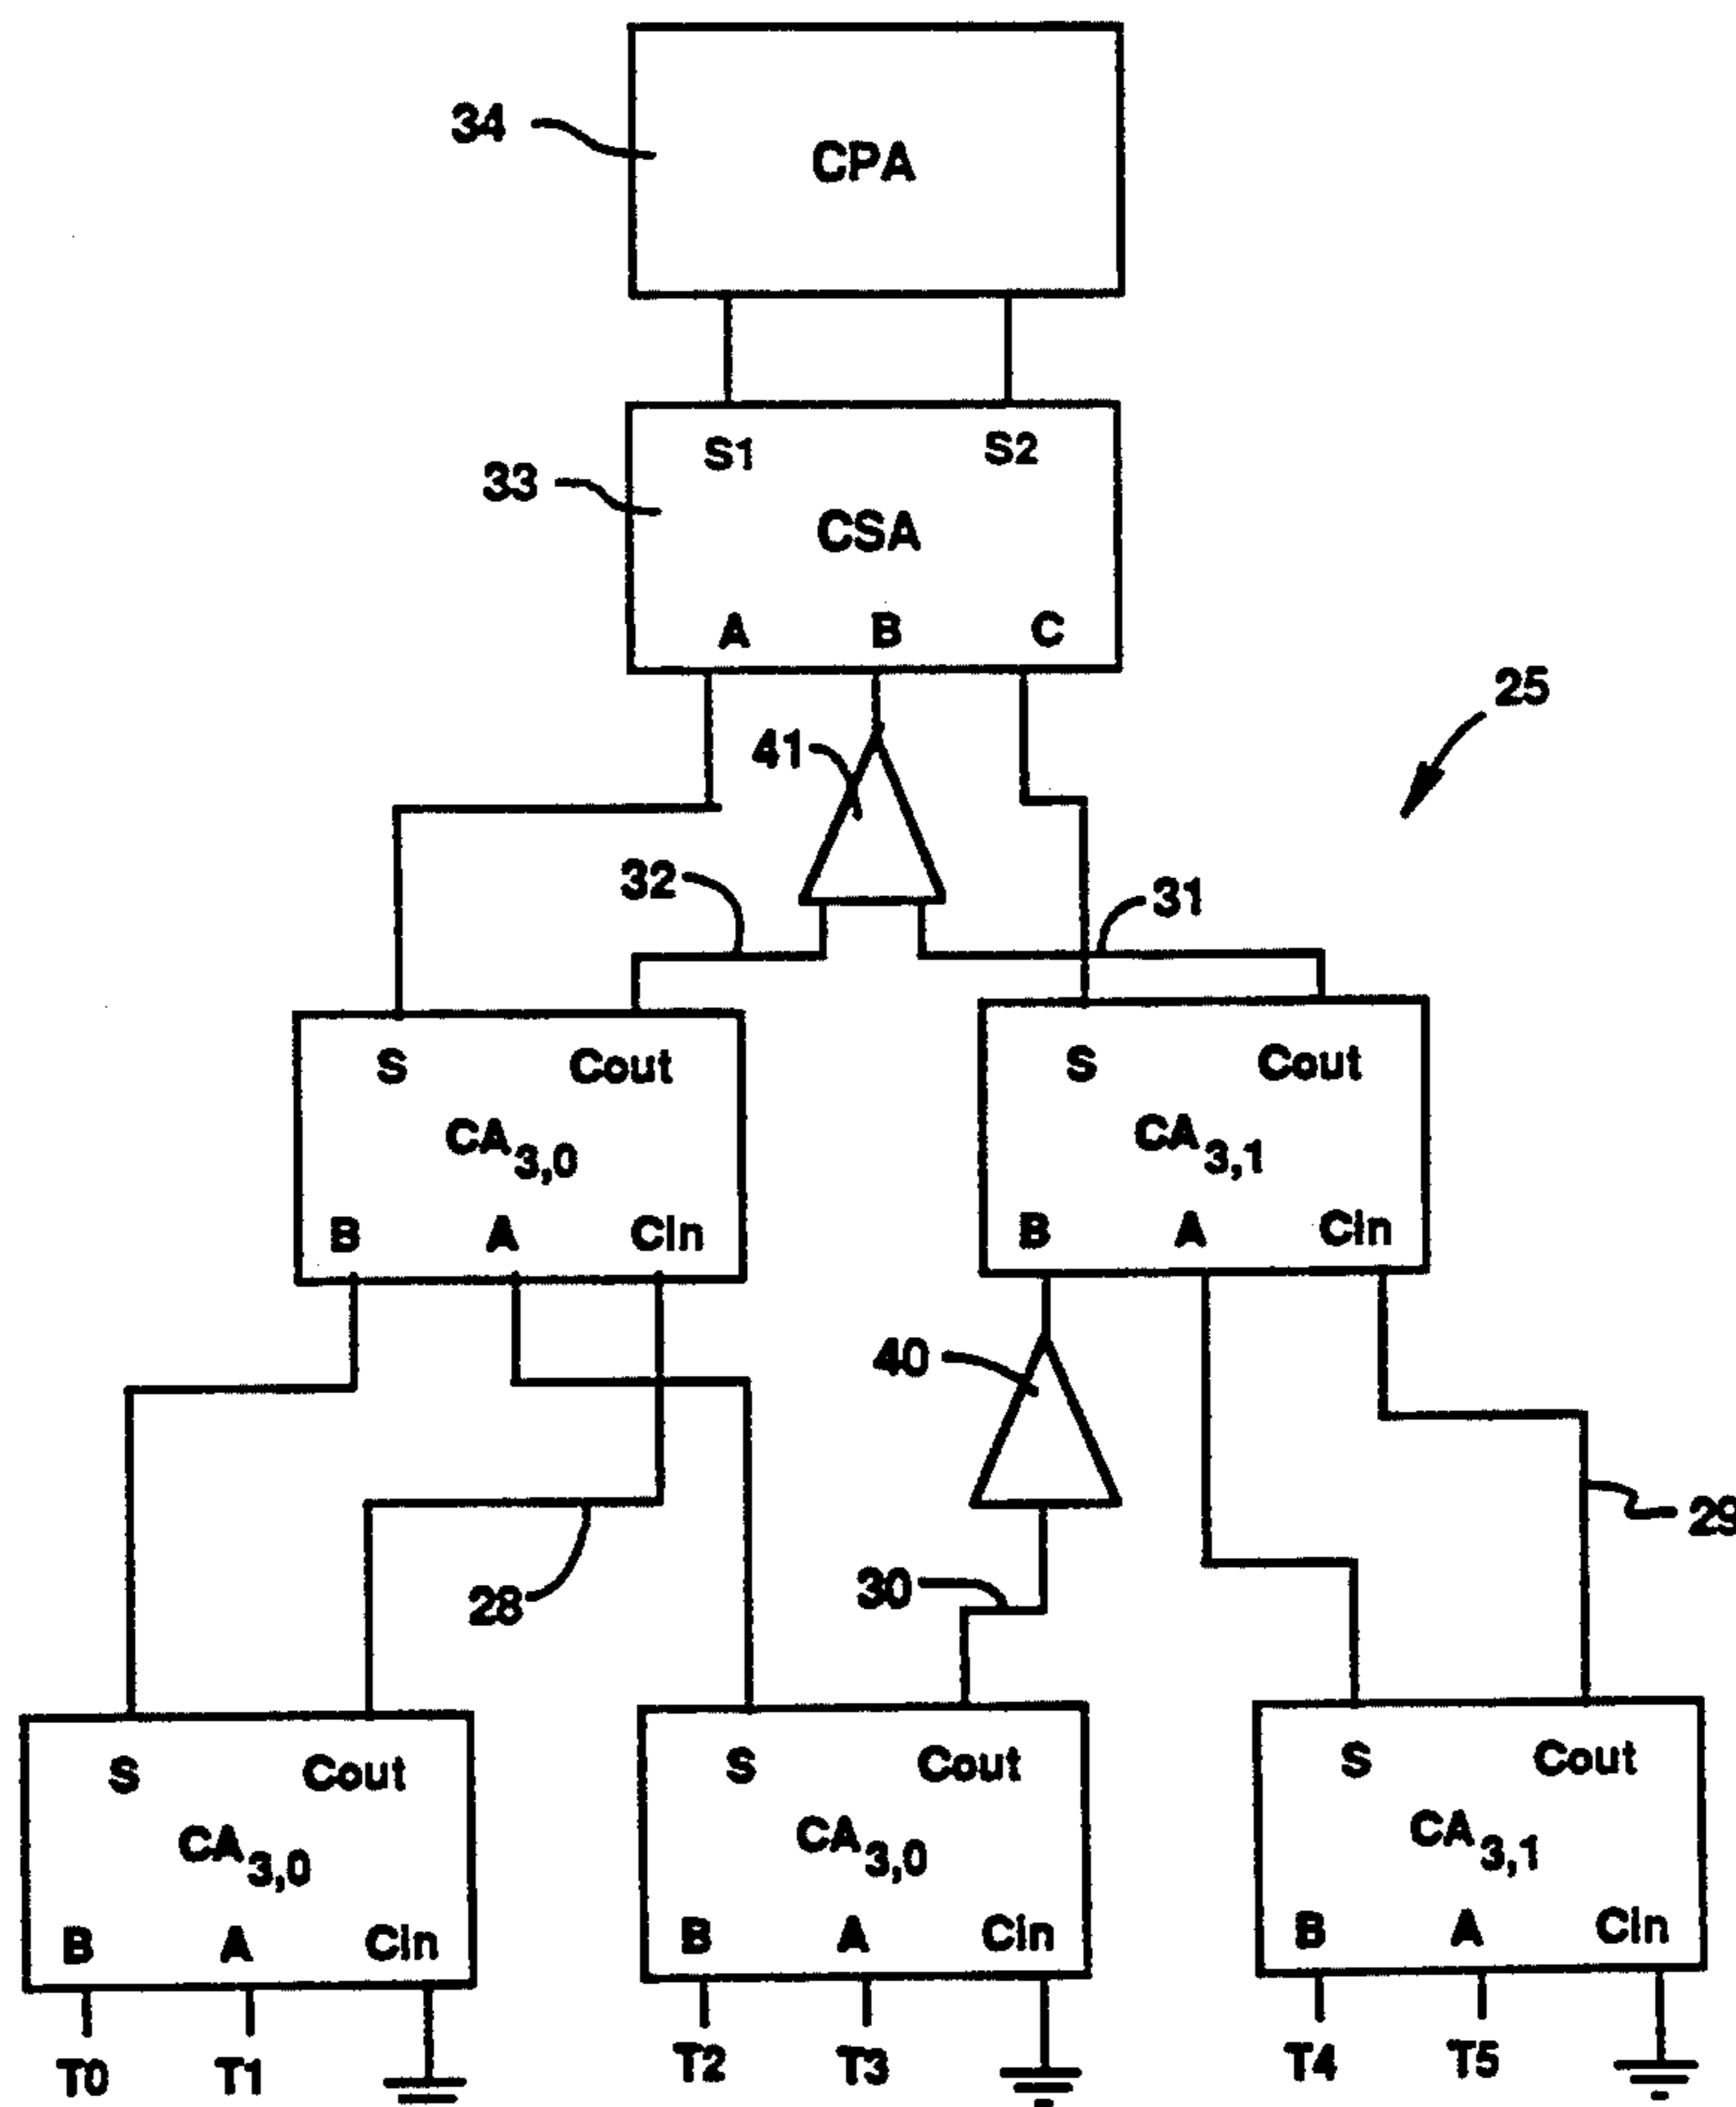 34
CPA
S1 S2
33
CSA
A B C
25
41
32
31
S Cout
CA3,0
B A Cin
S Cout
CA3,1
B A Cin
40
29
28
30
S Cout
CA3,0
B A Cin
S Cout
CA3,0
B A Cin
S Cout
CA3,1
B A Cin
T0 T1
T2 T3
T4 T5